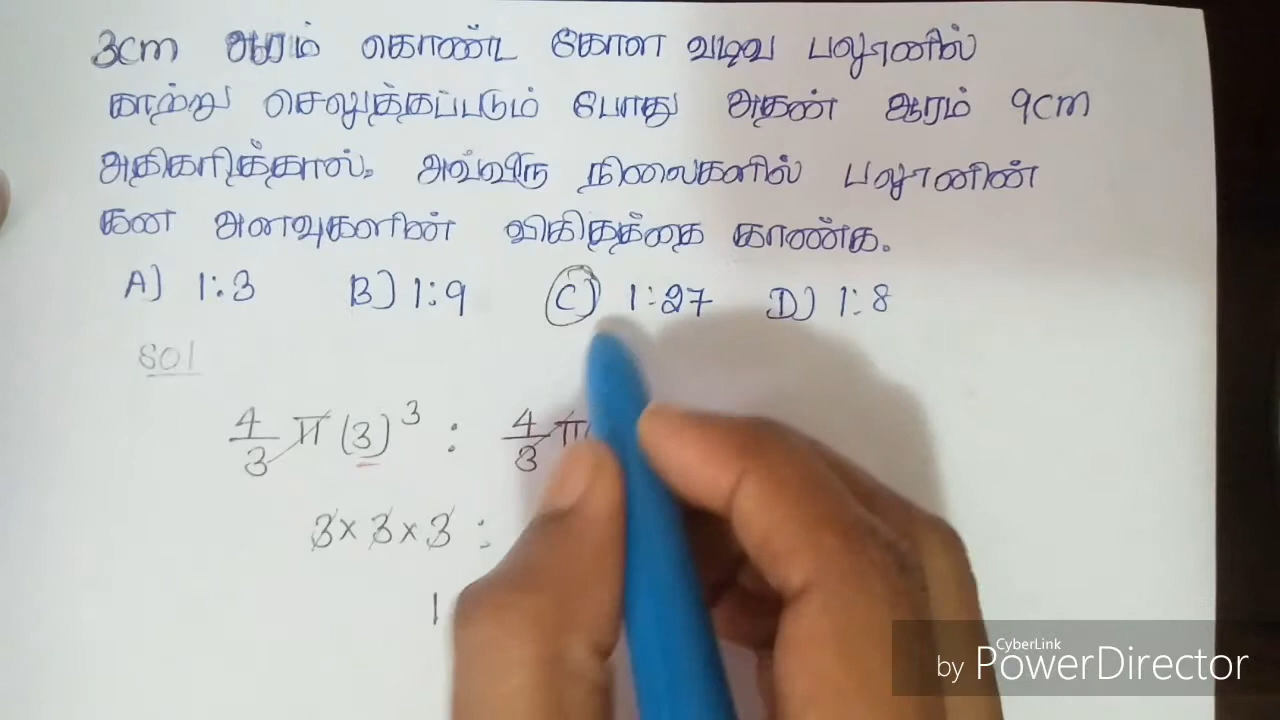 3cm ஆரம் கொண்ட கோள வடிவ பலூனில்
காற்று செலுத்தப்படும் போது அதன் ஆரம் 9cm
அதிகரித்தால். அவ்விரு நிலைகளில் பலூனின்
கன அளவுகளின் விகிதத்தை காண்க.
A) 1:3 B) 1:9 C) 1:27 D) 1:8
Sol
4/3 π (3)³ : 4/3 π
3 × 3 × 3 :
1
by CyberLink PowerDirector